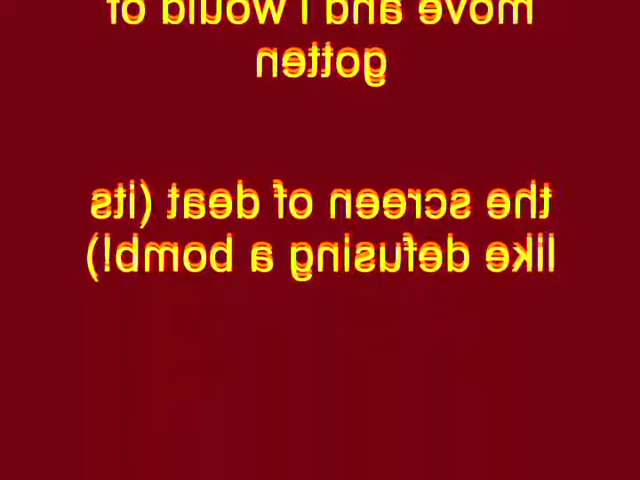 move and I would of
gotten
the screen of deat (its
like defusing a bomb!)